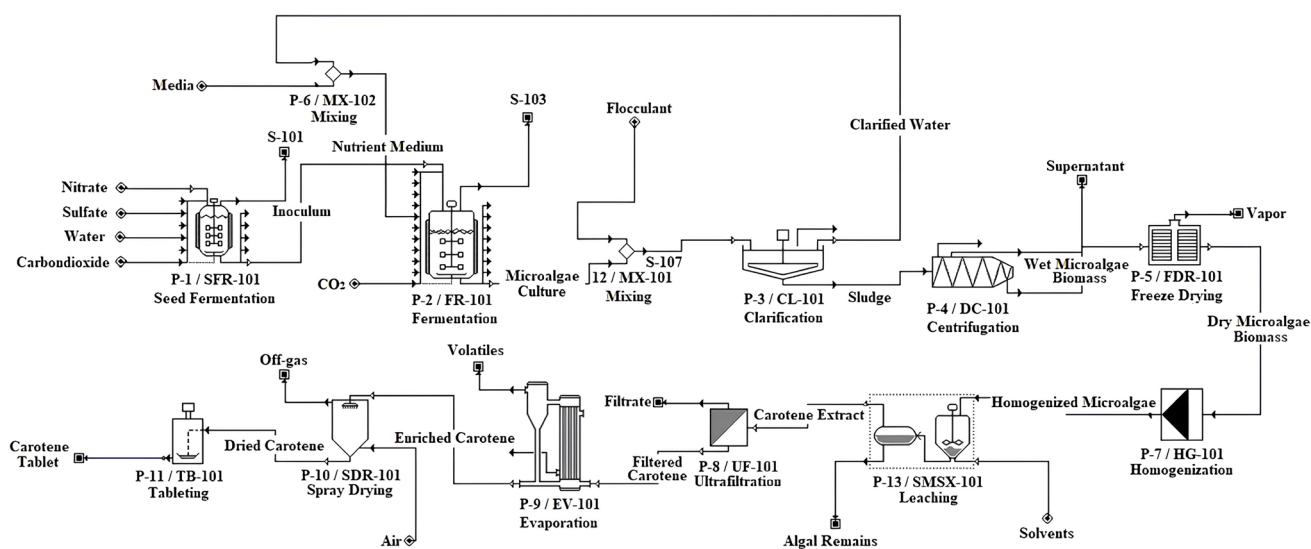 Media
P-6 / MX-102
Mixing
S-101
Nitrate
Sulfate
Water
Carbondioxide
P-1 / SFR-101
Seed Fermentation
Inoculum
Nutrient Medium
S-103
CO2
P-2 / FR-101
Fermentation
Microalgae
Culture
Flocculant
12 / MX-101
Mixing
S-107
P-3 / CL-101
Clarification
Clarified Water
Sludge
P-4 / DC-101
Centrifugation
Supernatant
Wet Microalgae
Biomass
Vapor
P-5 / FDR-101
Freeze Drying
Dry Microalgae
Biomass
P-7 / HG-101
Homogenization
Homogenized Microalgae
P-13 / SMSX-101
Leaching
Solvents
Algal Remains
Carotene Extract
Filtrate
P-8 / UF-101
Ultrafiltration
Filtered
Carotene
Volatiles
P-9 / EV-101
Evaporation
Enriched Carotene
Off-gas
P-10 / SDR-101
Spray Drying
Air
Dried Carotene
P-11 / TB-101
Tableting
Carotene
Tablet